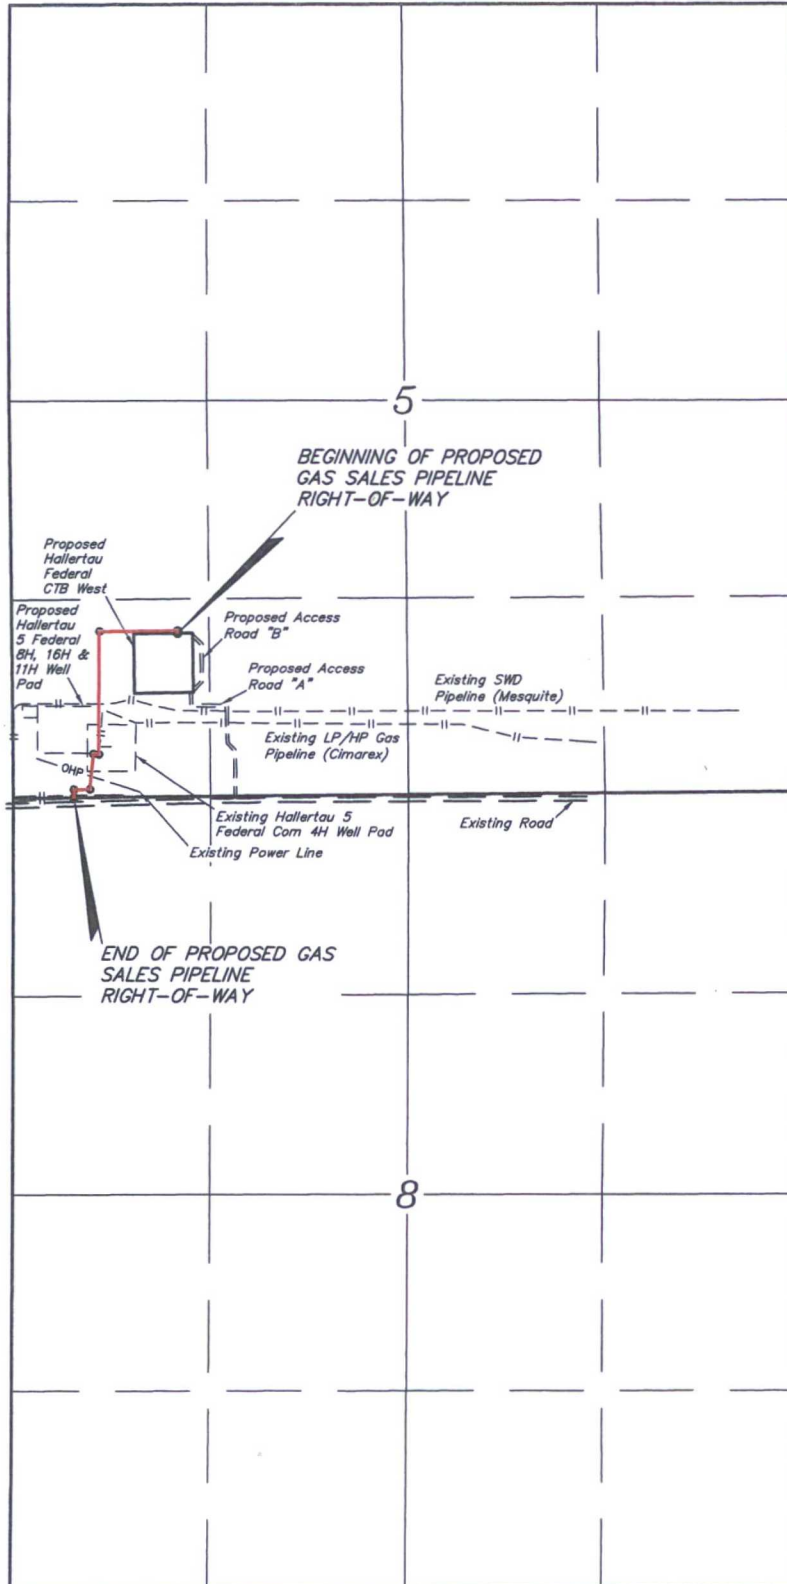 5
BEGINNING OF PROPOSED
GAS SALES PIPELINE
RIGHT-OF-WAY
Proposed
Hallertau
Federal
CTB West
Proposed
Hallertau
5 Federal
8H, 16H &
11H Well
Pad
Proposed Access
Road "B"
Proposed Access
Road "A"
Existing SWD
Pipeline (Mesquite)
Existing LP/HP Gas
Pipeline (Cimarex)
OHP
Existing Hallertau 5
Federal Com 4H Well Pad
Existing Road
Existing Power Line
END OF PROPOSED GAS
SALES PIPELINE
RIGHT-OF-WAY
8